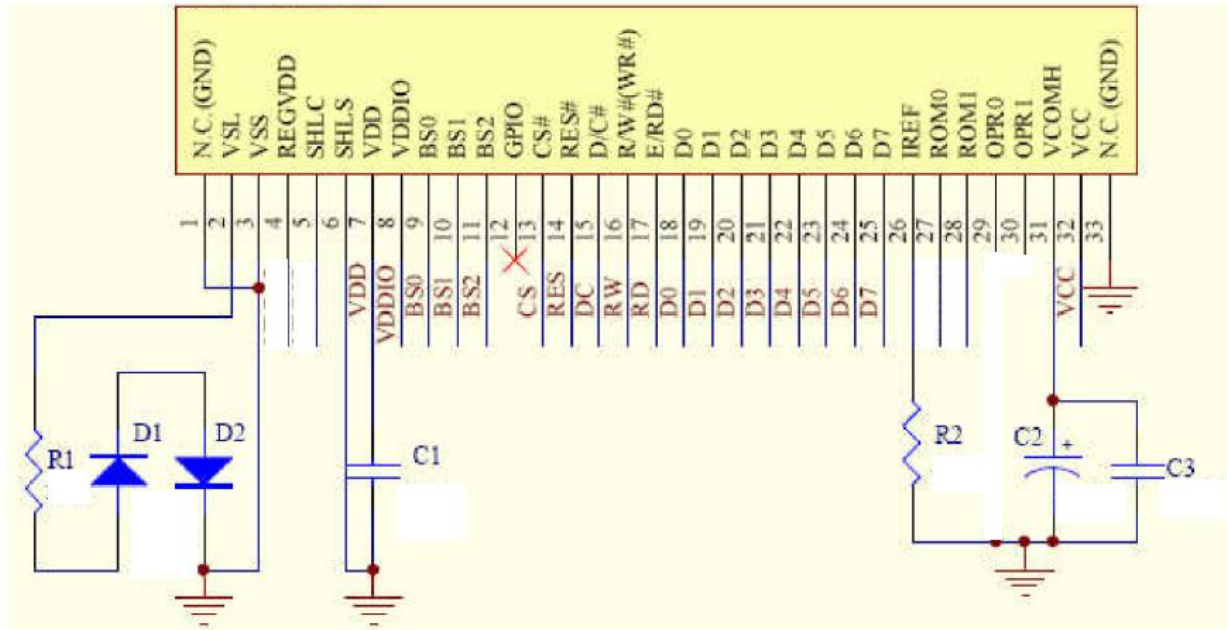 N.C.(GND)
VSL
VSS
REGVDD
SHLC
SHLS
VDD
VDDIO
BS0
BS1
BS2
GPIO
CS#
RES#
D/C#
R/W#(WR#)
E/RD#
D0
D1
D2
D3
D4
D5
D6
D7
IREF
ROM0
ROM1
OPR0
OPR1
VCOMH
VCC
N.C.(GND)
1
2
3
4
5
6
7
8
9
10
11
12
13
14
15
16
17
18
19
20
21
22
23
24
25
26
27
28
29
30
31
32
33
VDD
VDDIO
BS0
BS1
BS2
CS
RES
DC
RW
RD
D0
D1
D2
D3
D4
D5
D6
D7
VCC
R1
D1
D2
C1
R2
C2
+
C3